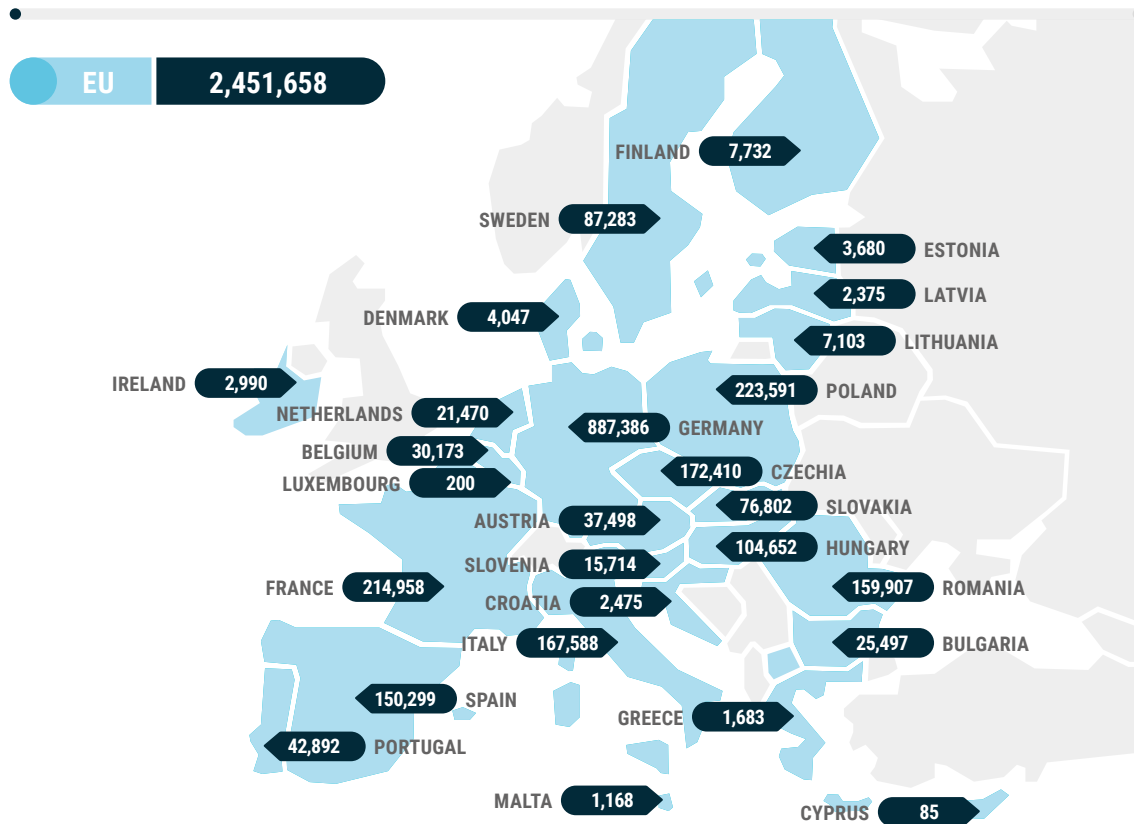 EU 2,451,658
FINLAND 7,732
SWEDEN 87,283
3,680 ESTONIA
2,375 LATVIA
DENMARK 4,047
7,103 LITHUANIA
IRELAND 2,990
223,591 POLAND
NETHERLANDS 21,470
887,386 GERMANY
BELGIUM 30,173
172,410 CZECHIA
LUXEMBOURG 200
76,802 SLOVAKIA
AUSTRIA 37,498
104,652 HUNGARY
SLOVENIA 15,714
FRANCE 214,958
159,907 ROMANIA
CROATIA 2,475
ITALY 167,588
25,497 BULGARIA
150,299 SPAIN
GREECE 1,683
42,892 PORTUGAL
MALTA 1,168
CYPRUS 85